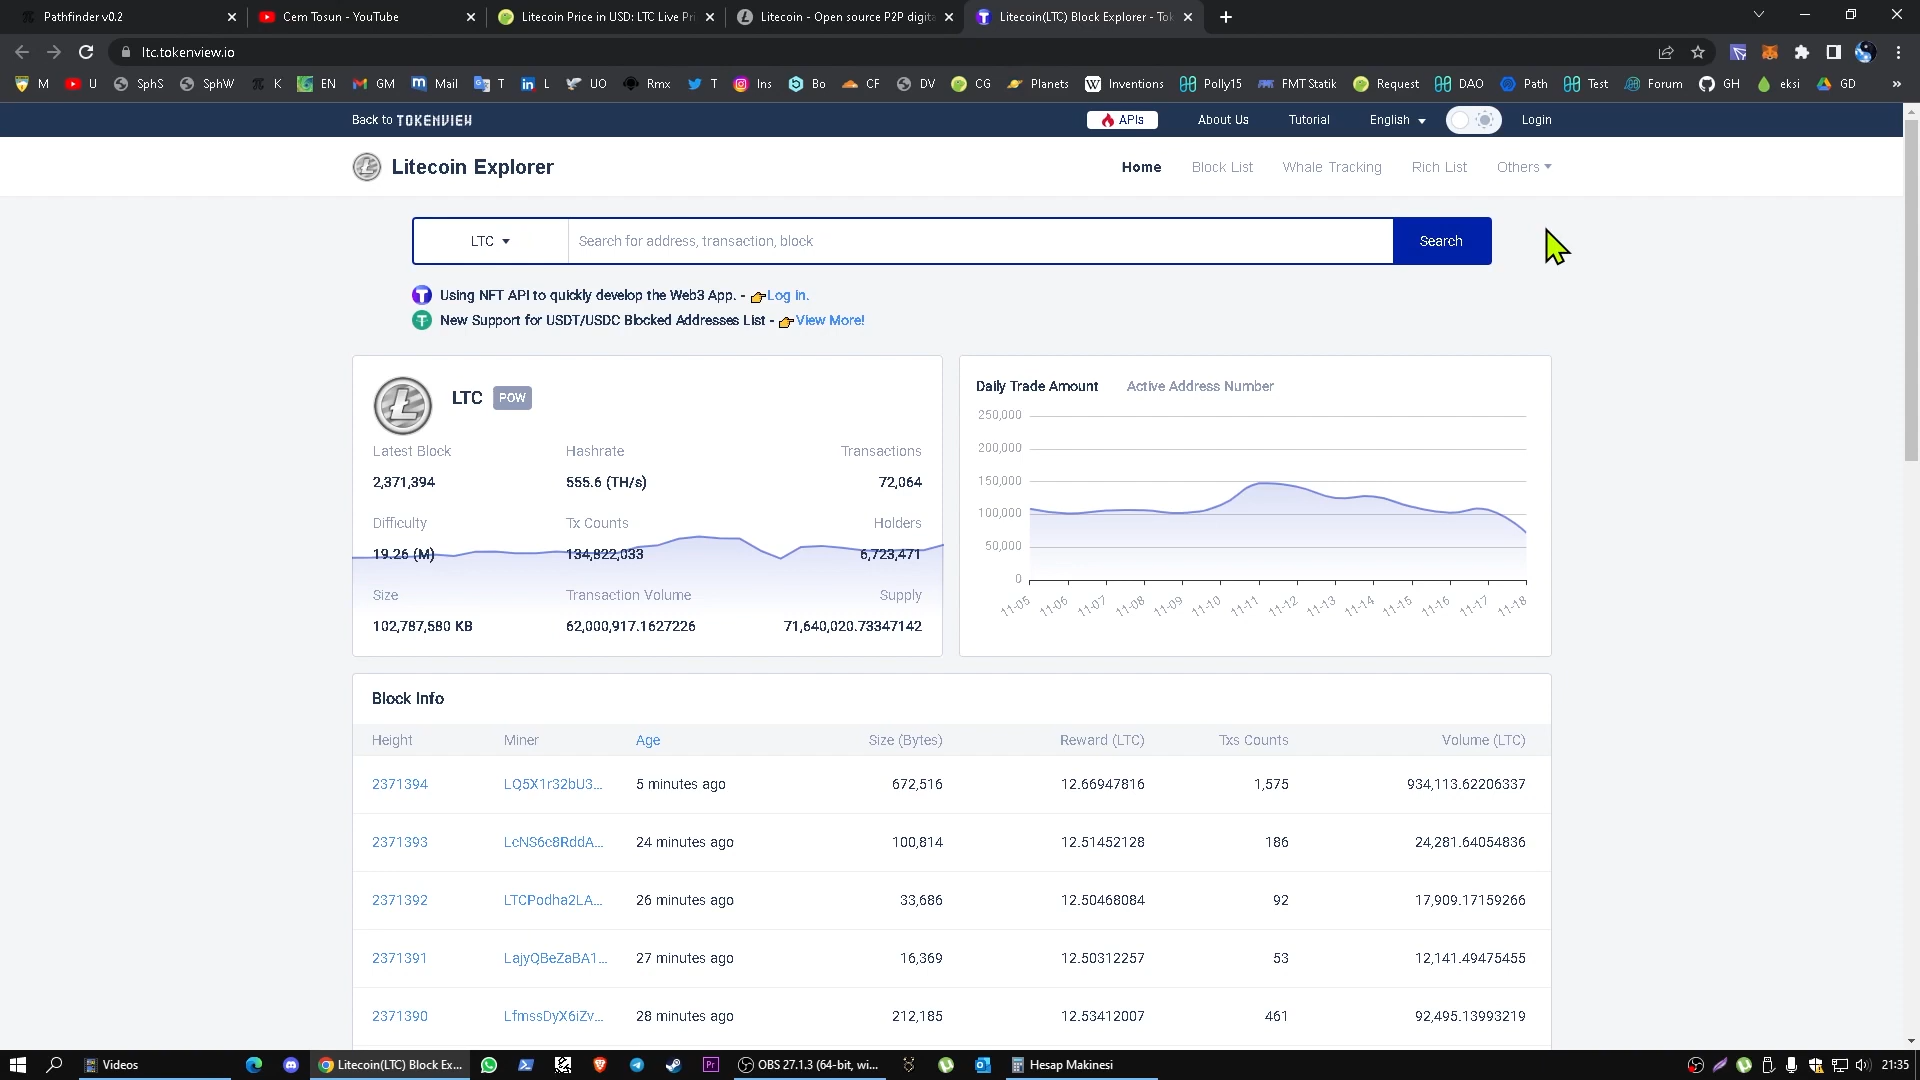 Pathfinder v0.2
Cem Tosun - YouTube
Litecoin Price in USD: LTC Live Pri
Litecoin - Open source P2P digita
Litecoin(LTC) Block Explorer - Tok
ltc.tokenview.io
M U SphS SphW K EN GM Mail T L UO Rmx T Ins Bo CF DV CG Planets Inventions Polly15 FMT Statik Request DAO Path Test Forum GH eksi GD »
Back to TOKENVIEW APIs About Us Tutorial English Login
Litecoin Explorer Home Block List Whale Tracking Rich List Others
LTC Search for address, transaction, block Search
Using NFT API to quickly develop the Web3 App. - 👉Log in.
New Support for USDT/USDC Blocked Addresses List - 👉View More!
LTC POW
Latest Block Hashrate Transactions
2,371,394 555.6 (TH/s) 72,064
Difficulty Tx Counts Holders
19.26 (M) 134,822,033 6,723,471
Size Transaction Volume Supply
102,787,580 KB 62,000,917.1627226 71,640,020.73347142
Daily Trade Amount Active Address Number
250,000
200,000
150,000
100,000
50,000
0
11-05 11-06 11-07 11-08 11-09 11-10 11-11 11-12 11-13 11-14 11-15 11-16 11-17 11-18
Block Info
Height Miner Age Size (Bytes) Reward (LTC) Txs Counts Volume (LTC)
2371394 LQ5X1r32bU3... 5 minutes ago 672,516 12.66947816 1,575 934,113.62206337
2371393 LcNS6c8RddA... 24 minutes ago 100,814 12.51452128 186 24,281.64054836
2371392 LTCPodha2LA... 26 minutes ago 33,686 12.50468084 92 17,909.17159266
2371391 LajyQBeZaBA1... 27 minutes ago 16,369 12.50312257 53 12,141.49475455
2371390 LfmssDyX6iZv... 28 minutes ago 212,185 12.53412007 461 92,495.13993219
Videos Litecoin(LTC) Block Ex... Pr OBS 27.1.3 (64-bit, wi... Hesap Makinesi 21:35